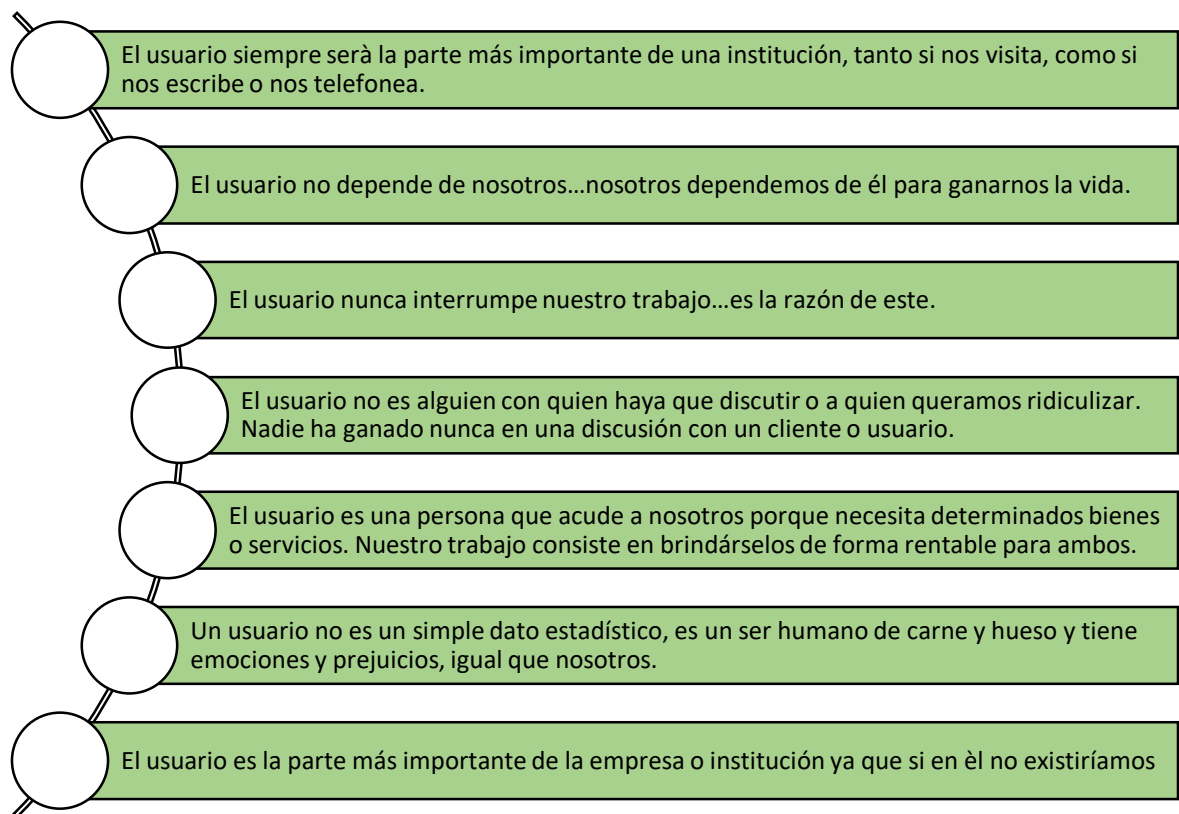 El usuario siempre serà la parte más importante de una institución, tanto si nos visita, como si
nos escribe o nos telefonea.
El usuario no depende de nosotros...nosotros dependemos de él para ganarnos la vida.
El usuario nunca interrumpe nuestro trabajo...es la razón de este.
El usuario no es alguien con quien haya que discutir o a quien queramos ridiculizar.
Nadie ha ganado nunca en una discusión con un cliente o usuario.
El usuario es una persona que acude a nosotros porque necesita determinados bienes
o servicios. Nuestro trabajo consiste en brindárselos de forma rentable para ambos.
Un usuario no es un simple dato estadístico, es un ser humano de carne y hueso y tiene
emociones y prejuicios, igual que nosotros.
El usuario es la parte más importante de la empresa o institución ya que si en èl no existiríamos